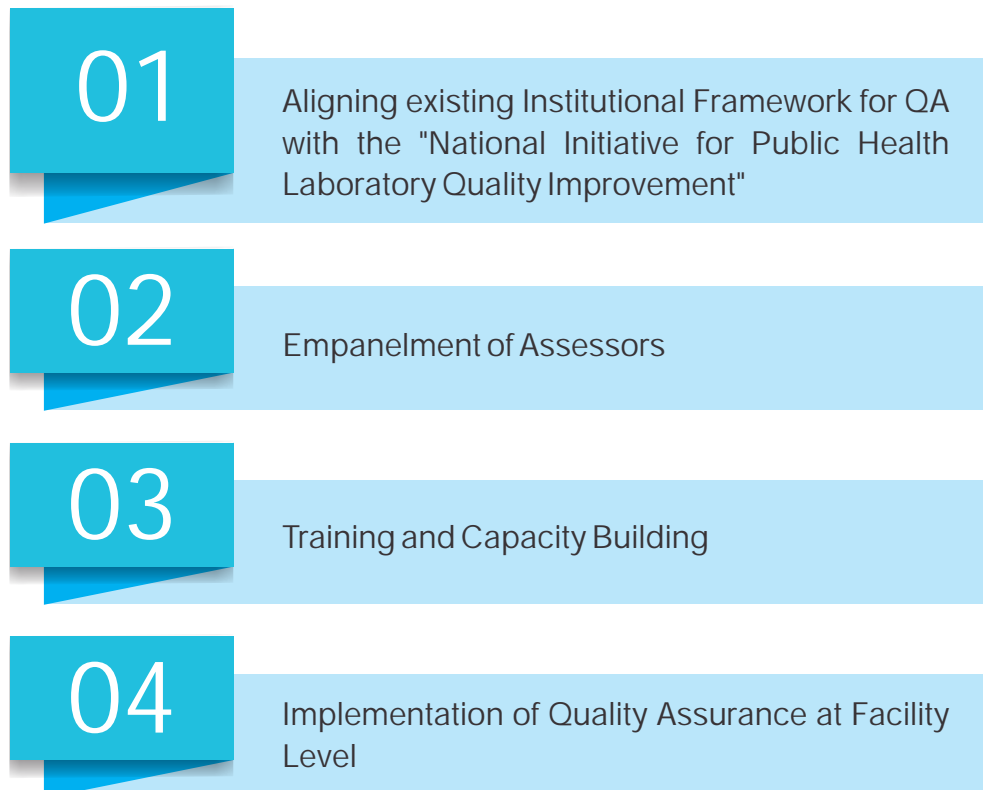 01
Aligning existing Institutional Framework for QA
with the "National Initiative for Public Health
Laboratory Quality Improvement"
02
Empanelment of Assessors
03
Training and Capacity Building
04
Implementation of Quality Assurance at Facility
Level